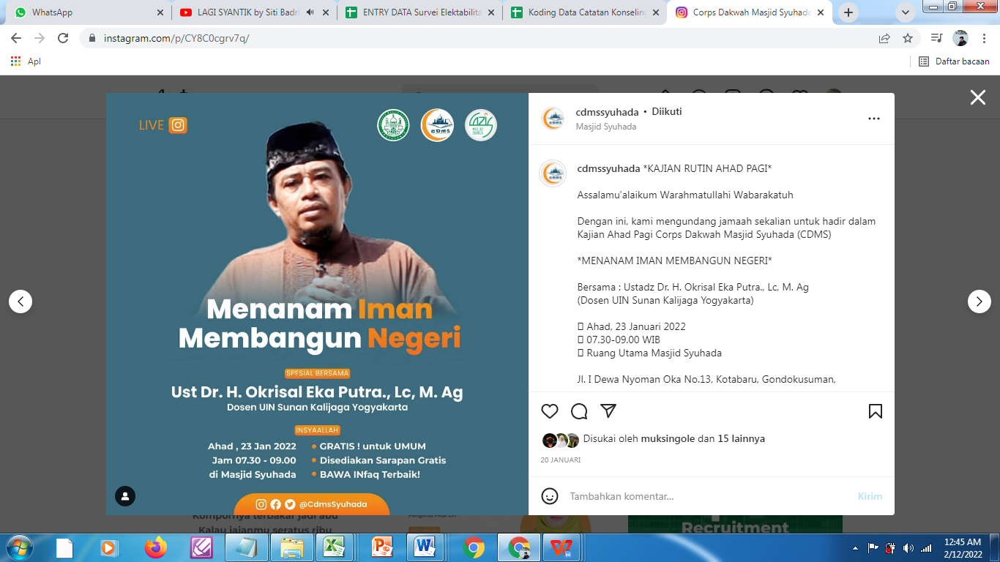 WhatsApp
LAGI SYANTIK by Siti Badri
ENTRY DATA Survei Elektabilita
Koding Data Catatan Konseling
Corps Dakwah Masjid Syuhada
instagram.com/p/CY8C0cgrv7q/
Apl
Daftar bacaan
LIVE
CDMS
Menanam Iman
Membangun Negeri
SPESIAL BERSAMA
Ust Dr. H. Okrisal Eka Putra., Lc, M. Ag
Dosen UIN Sunan Kalijaga Yogyakarta
INSYAALLAH
Ahad , 23 Jan 2022
Jam 07.30 - 09.00
di Masjid Syuhada
• GRATIS ! untuk UMUM
• Disediakan Sarapan Gratis
• BAWA INfaq Terbaik!
@CdmsSyuhada
cdmssyuhada • Diikuti
Masjid Syuhada
cdmssyuhada *KAJIAN RUTIN AHAD PAGI*
Assalamu'alaikum Warahmatullahi Wabarakatuh
Dengan ini, kami mengundang jamaah sekalian untuk hadir dalam
Kajian Ahad Pagi Corps Dakwah Masjid Syuhada (CDMS)
*MENANAM IMAN MEMBANGUN NEGERI*
Bersama : Ustadz Dr. H. Okrisal Eka Putra., Lc, M. Ag
(Dosen UIN Sunan Kalijaga Yogyakarta)
Ahad, 23 Januari 2022
07.30-09.00 WIB
Ruang Utama Masjid Syuhada
Jl. I Dewa Nyoman Oka No.13, Kotabaru, Gondokusuman,
Disukai oleh muksingole dan 15 lainnya
20 JANUARI
Tambahkan komentar...
Kirim
Kompornya terbakar jadi abu
Kalau jajanmu seratus ribu
Recruitment
12:45 AM
2/12/2022